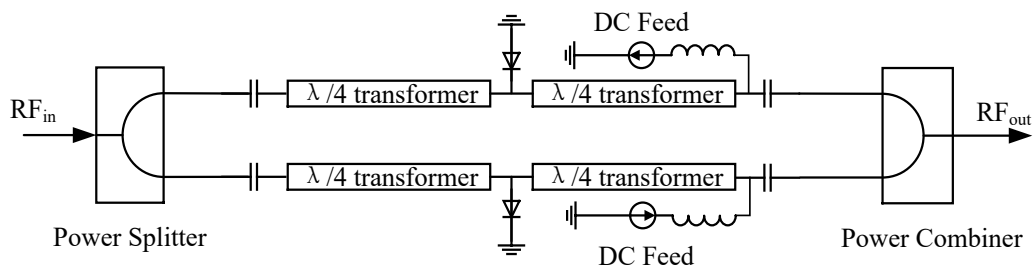 DC Feed
λ/4 transformer
λ/4 transformer
RFin
RFout
λ/4 transformer
λ/4 transformer
Power Splitter
DC Feed
Power Combiner